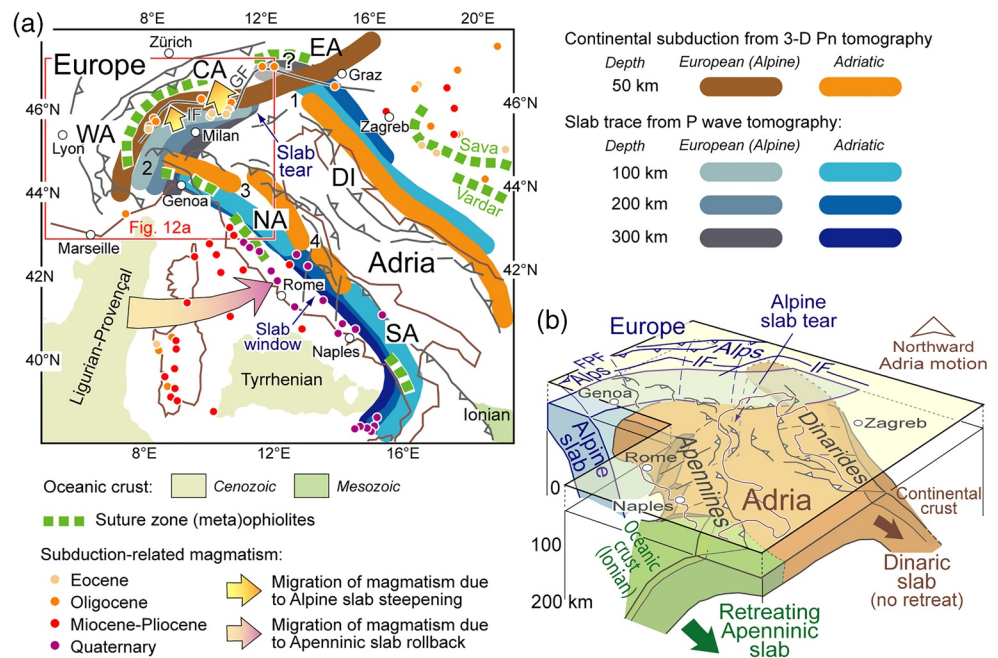 (a)
8°E
12°E
16°E
20°E
Zürich
Europe
EA
?
CA
GF
Graz
46°N
46°N
IF
1
Zagreb
WA
Lyon
Milan
Sava
Slab
tear
2
DI
44°N
44°N
3
Vardar
Genoa
NA
Fig. 12a
Marseille
4
Adria
42°N
42°N
Rome
Ligurian-Provençal
Slab
window
SA
Naples
40°N
Tyrrhenian
Ionian
8°E
12°E
16°E
Oceanic crust:
Cenozoic
Mesozoic
Suture zone (meta)ophiolites
Subduction-related magmatism:
Eocene
Oligocene
Miocene-Pliocene
Quaternary
Migration of magmatism due
to Alpine slab steepening
Migration of magmatism due
to Apenninic slab rollback
Continental subduction from 3-D Pn tomography
Depth
European (Alpine)
Adriatic
50 km
Slab trace from P wave tomography:
Depth
European (Alpine)
Adriatic
100 km
200 km
300 km
(b)
Europe
Alpine
slab tear
Northward
Adria motion
FPF
Alps
IF
Alps
IF
Genoa
Zagreb
Alpine
slab
Dinarides
Apennines
Rome
Naples
Adria
0
100
200 km
Continental
crust
Oceanic
crust
(Ionian)
Dinaric
slab
(no retreat)
Retreating
Apenninic
slab